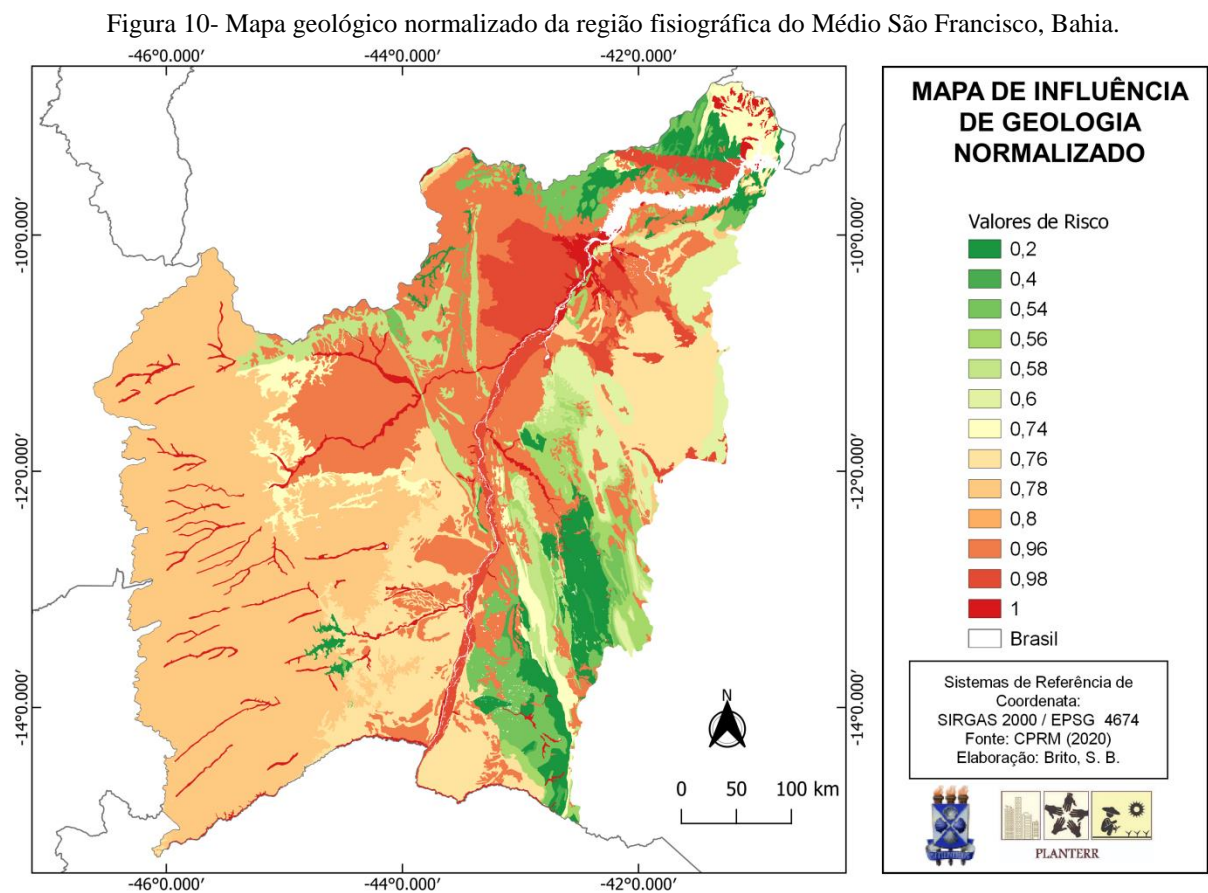 Figura 10- Mapa geológico normalizado da região fisiográfica do Médio São Francisco, Bahia.
-46°0.000′ -44°0.000′ -42°0.000′
-10°0.000′ -10°0.000′
-12°0.000′ -12°0.000′
-14°0.000′ -14°0.000′
N
0 50 100 km
-46°0.000′ -44°0.000′ -42°0.000′
MAPA DE INFLUÊNCIA
DE GEOLOGIA
NORMALIZADO
Valores de Risco
0,2
0,4
0,54
0,56
0,58
0,6
0,74
0,76
0,78
0,8
0,96
0,98
1
Brasil
Sistemas de Referência de
Coordenata:
SIRGAS 2000 / EPSG 4674
Fonte: CPRM (2020)
Elaboração: Brito, S. B.
PLANTERR